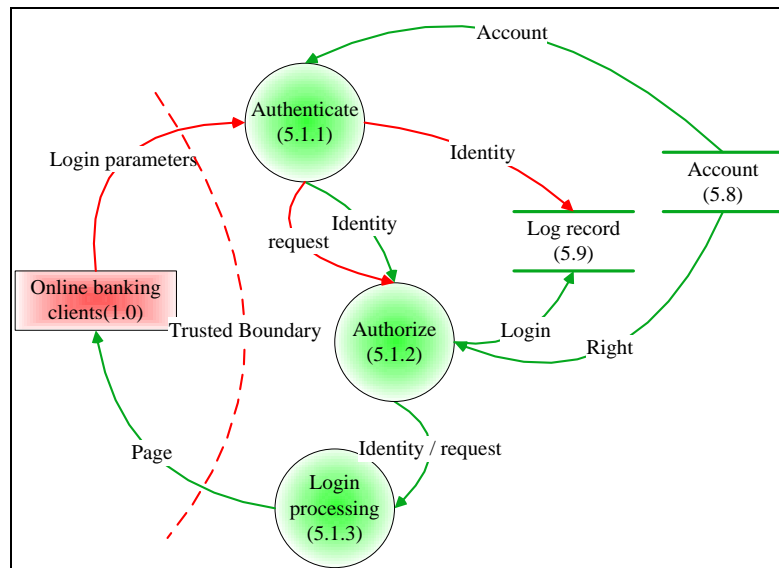 Account
Authenticate
(5.1.1)
Login parameters
Identity
Account
(5.8)
Identity
request
Log record
(5.9)
Online banking
clients(1.0)
Trusted Boundary
Authorize
(5.1.2)
Login
Right
Identity / request
Page
Login
processing
(5.1.3)